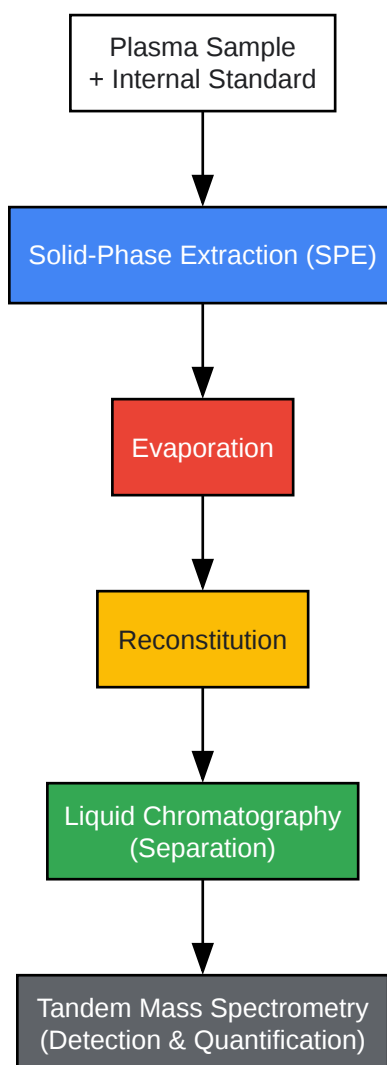 Plasma Sample
+ Internal Standard
Solid-Phase Extraction (SPE)
Evaporation
Reconstitution
Liquid Chromatography
(Separation)
Tandem Mass Spectrometry
(Detection & Quantification)